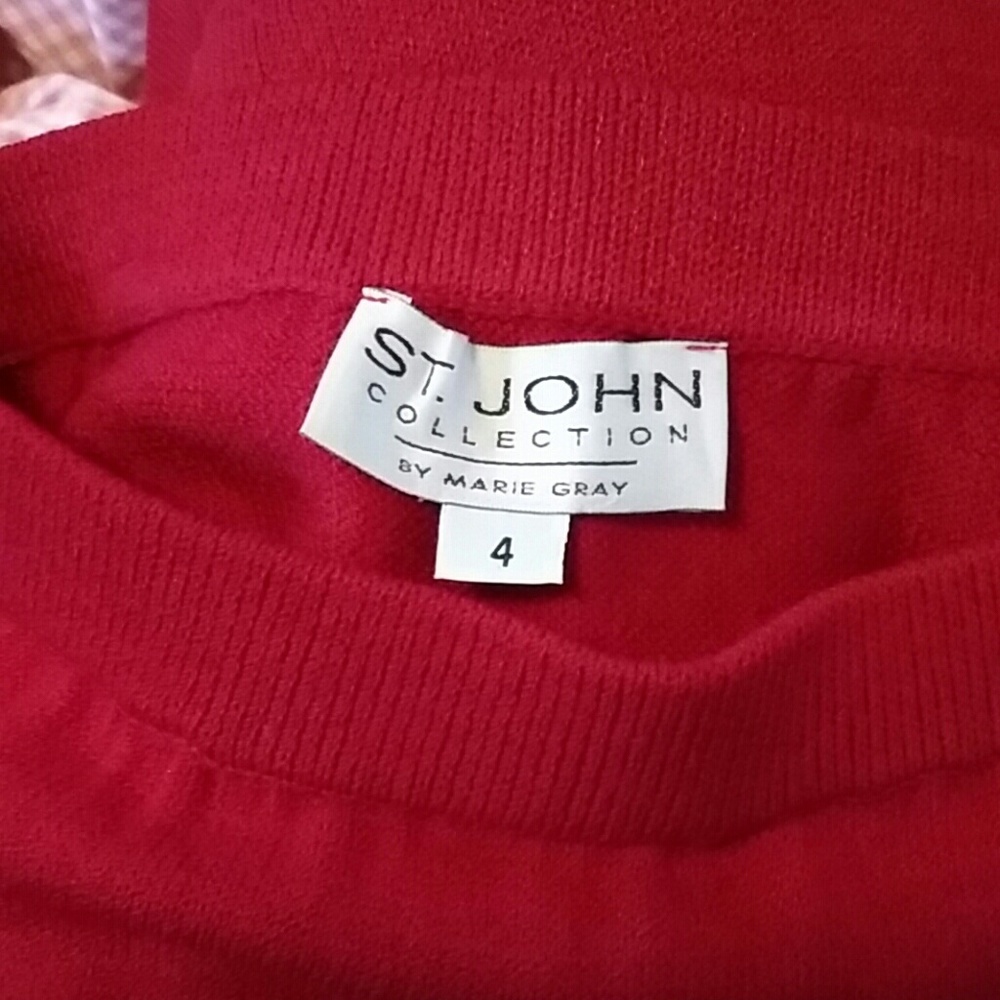 ST. JOHN
COLLECTION
BY MARIE GRAY
4